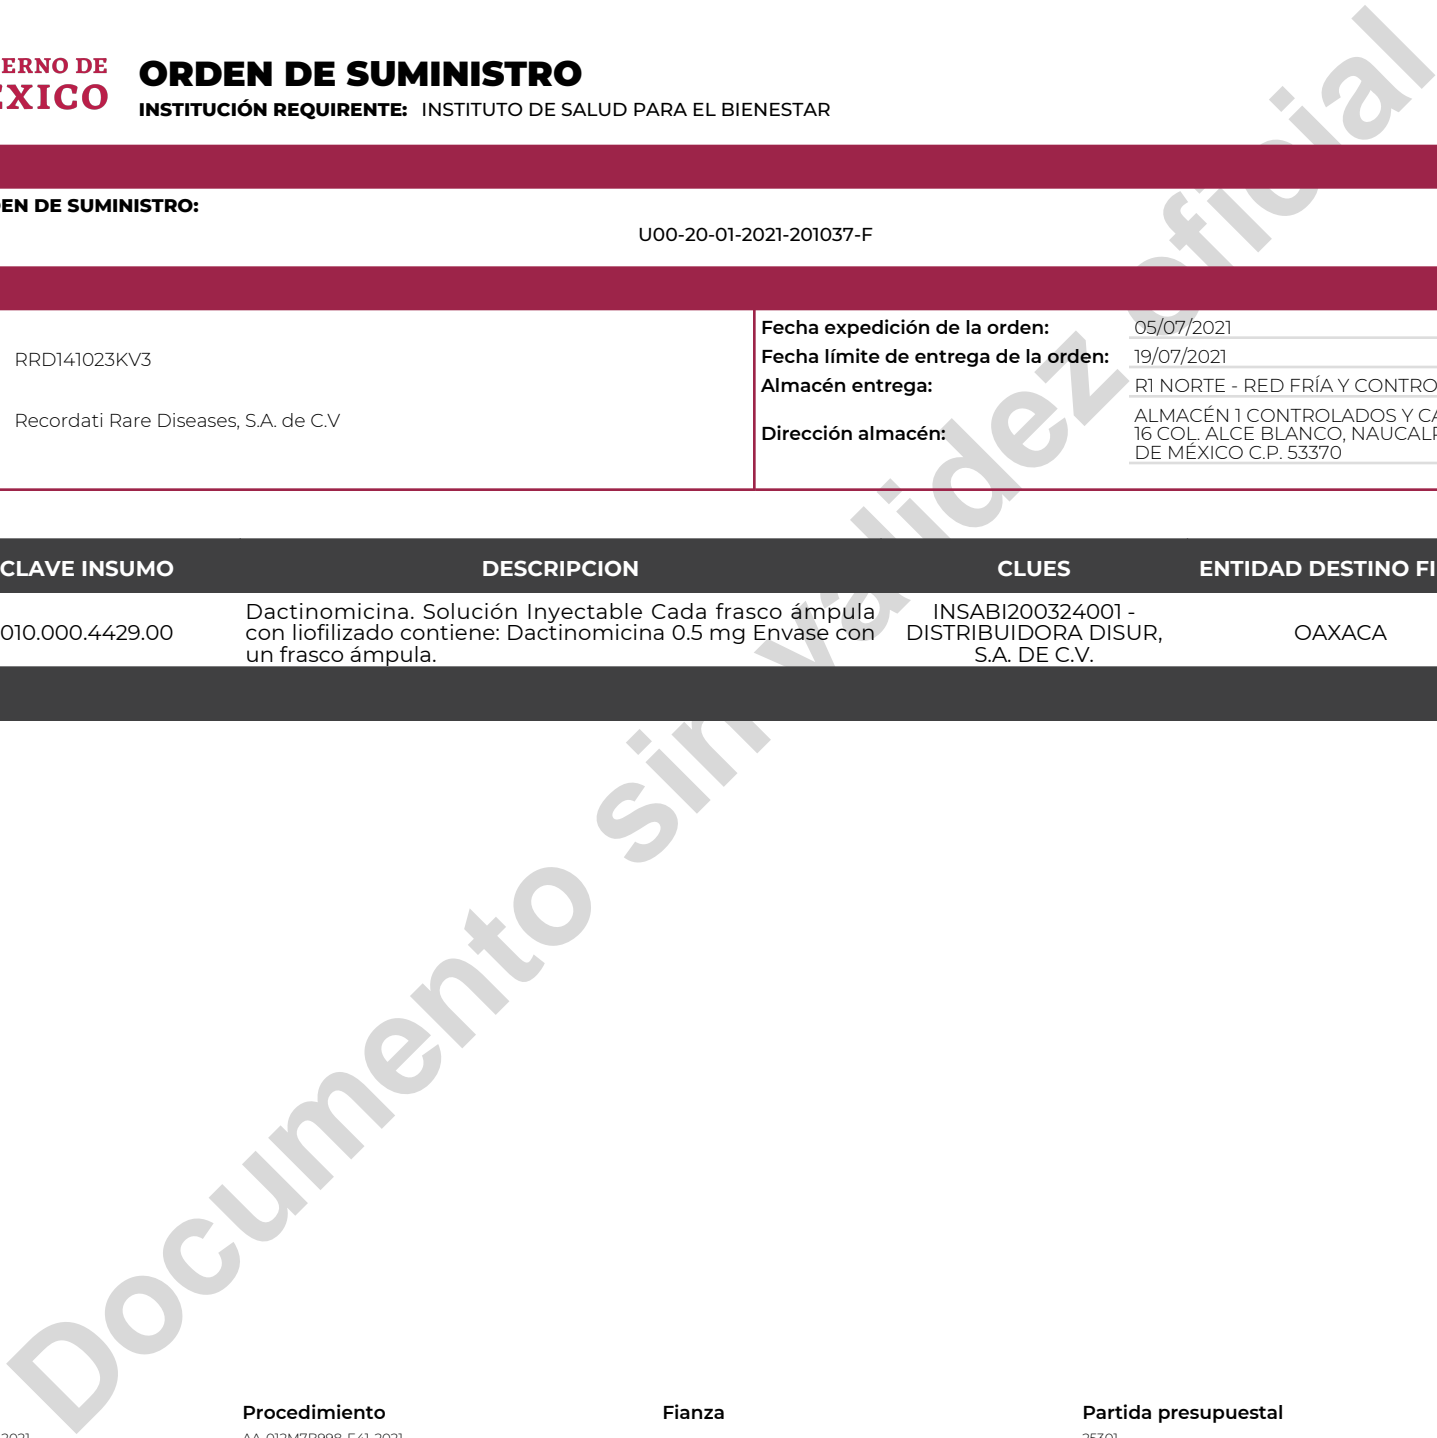 ERNO DE
ÉXICO
ORDEN DE SUMINISTRO
INSTITUCIÓN REQUIRENTE: INSTITUTO DE SALUD PARA EL BIENESTAR
EN DE SUMINISTRO:
U00-20-01-2021-201037-F
RRD141023KV3
Recordati Rare Diseases, S.A. de C.V
Fecha expedición de la orden: 05/07/2021
Fecha límite de entrega de la orden: 19/07/2021
Almacén entrega: R1 NORTE - RED FRÍA Y CONTRO
Dirección almacén:
ALMACÉN 1 CONTROLADOS Y CA
16 COL. ALCE BLANCO, NAUCALP
DE MÉXICO C.P. 53370
CLAVE INSUMO DESCRIPCION CLUES ENTIDAD DESTINO FI
010.000.4429.00
Dactinomicina. Solución Inyectable Cada frasco ámpula
con liofilizado contiene: Dactinomicina 0.5 mg Envase con
un frasco ámpula.
INSABI200324001 -
DISTRIBUIDORA DISUR,
S.A. DE C.V.
OAXACA
Documento sin validez oficial
Procedimiento Fianza Partida presupuestal